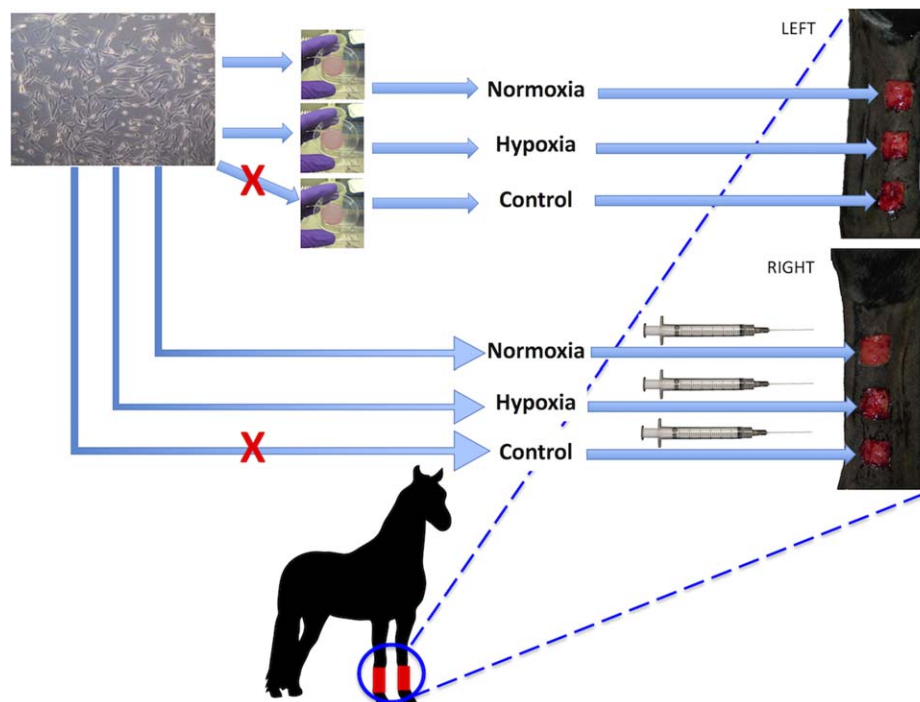 LEFT
Normoxia
Hypoxia
X
Control
RIGHT
Normoxia
Hypoxia
X
Control